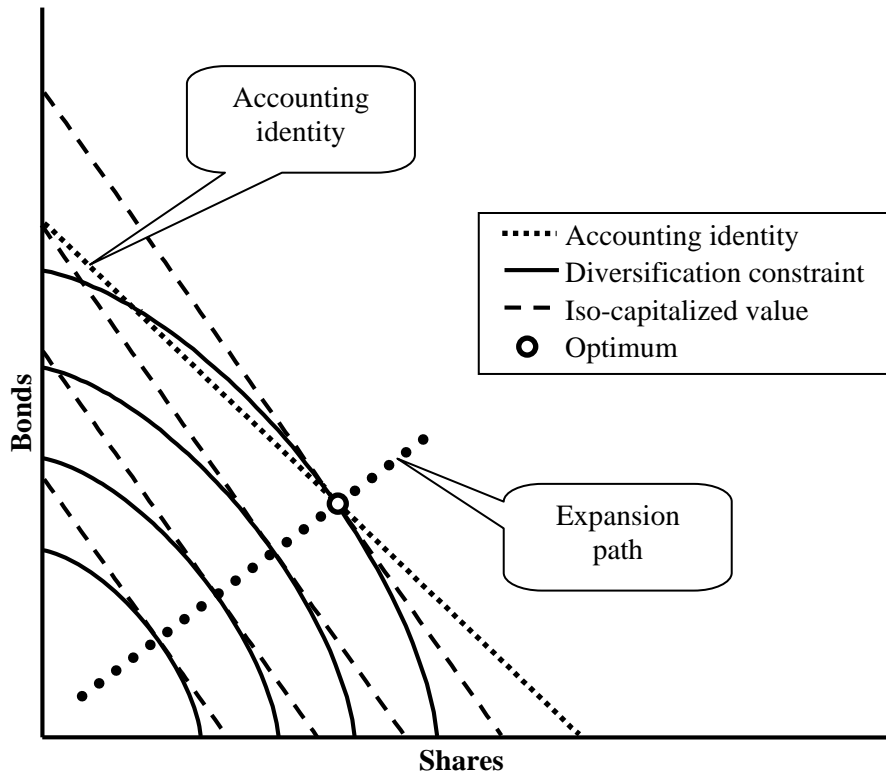 Accounting
identity
Accounting identity
Diversification constraint
Iso-capitalized value
Optimum
Bonds
Expansion
path
Shares